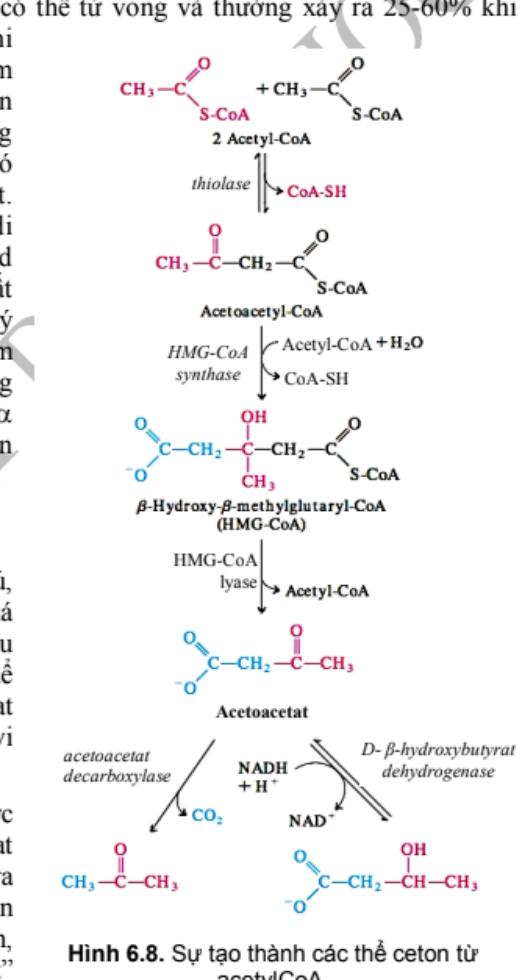 có thể tử vong và thường xảy ra 25-60% khi
CH₃–C
O
S-CoA
+ CH₃–C
O
S-CoA
2 Acetyl-CoA
thiolase
CoA-SH
O
CH₃–C–CH₂–C
O
S-CoA
Acetoacetyl-CoA
HMG-CoA
synthase
Acetyl-CoA+H₂O
CoA-SH
O
⁻O
C–CH₂–C–CH₂–C
OH
CH₃
O
S-CoA
β-Hydroxy-β-methylglutaryl-CoA
(HMG-CoA)
HMG-CoA
lyase
Acetyl-CoA
O
⁻O
C–CH₂–C–CH₃
O
Acetoacetat
acetoacetat
decarboxylase
CO₂
NADH
+ H⁺
NAD⁺
D- β-hydroxybutyrat
dehydrogenase
O
CH₃–C–CH₃
O
⁻O
C–CH₂–CH–CH₃
OH
Hình 6.8. Sự tạo thành các thể ceton từ
acetylCoA